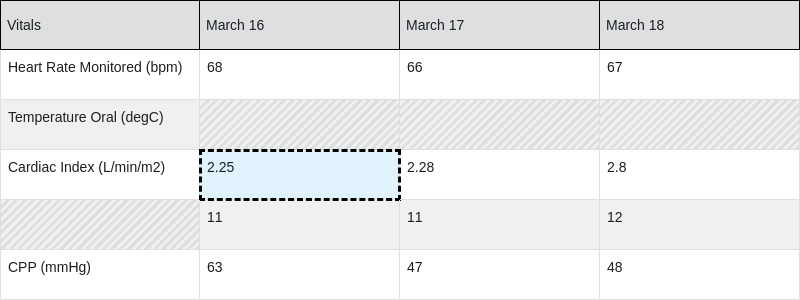 Vitals March 16 March 17 March 18
Heart Rate Monitored (bpm) 68 66 67
Temperature Oral (degC)
Cardiac Index (L/min/m2) 2.25 2.28 2.8
11 11 12
CPP (mmHg) 63 47 48